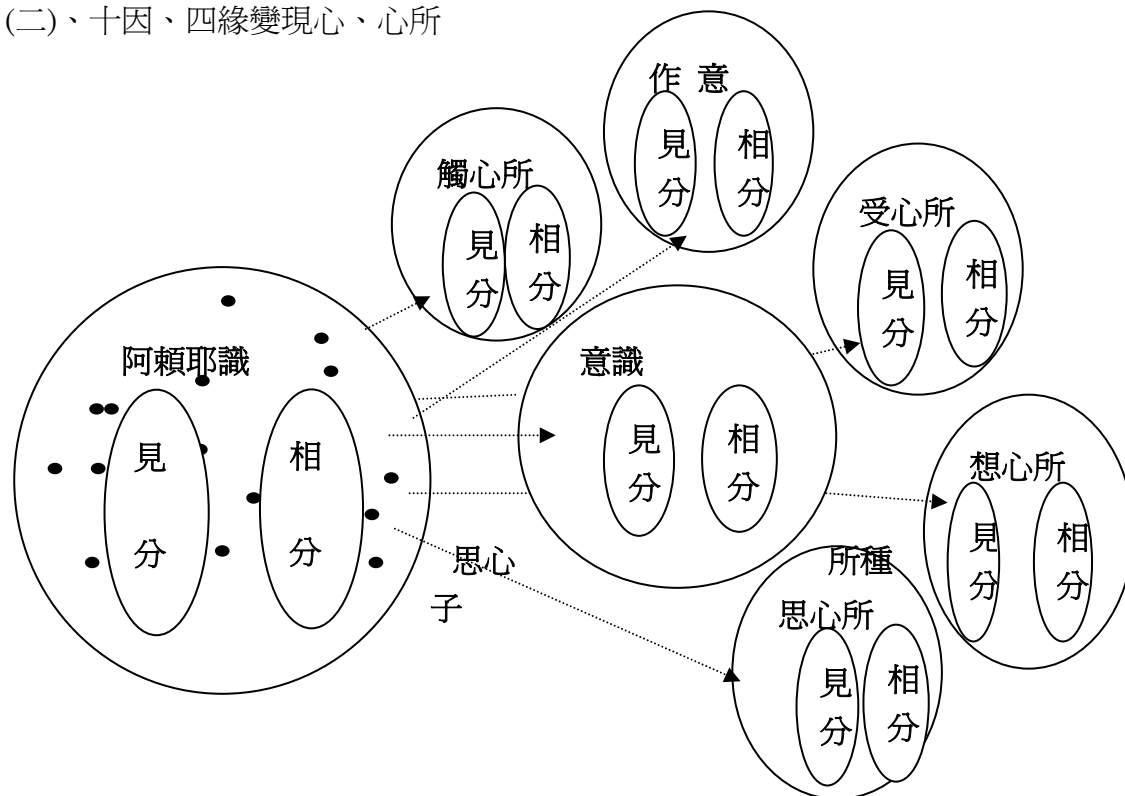 (二)、十因、四緣變現心、心所
作 意
見 相
分 分
觸心所
見 相
分 分
受心所
見 相
分 分
阿賴耶識
見 相
分 分
意識
見 相
分 分
想心所
見 相
分 分
思心 所種
子
思心所
見 相
分 分